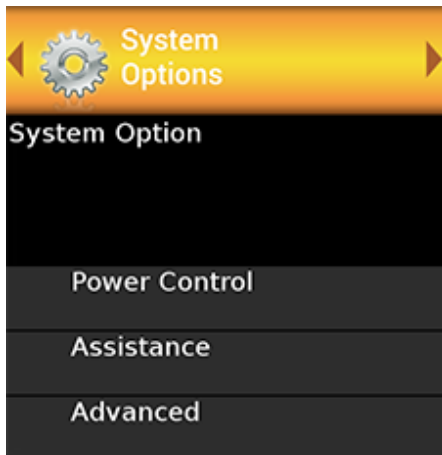 System
Options
System Option
Power Control
Assistance
Advanced